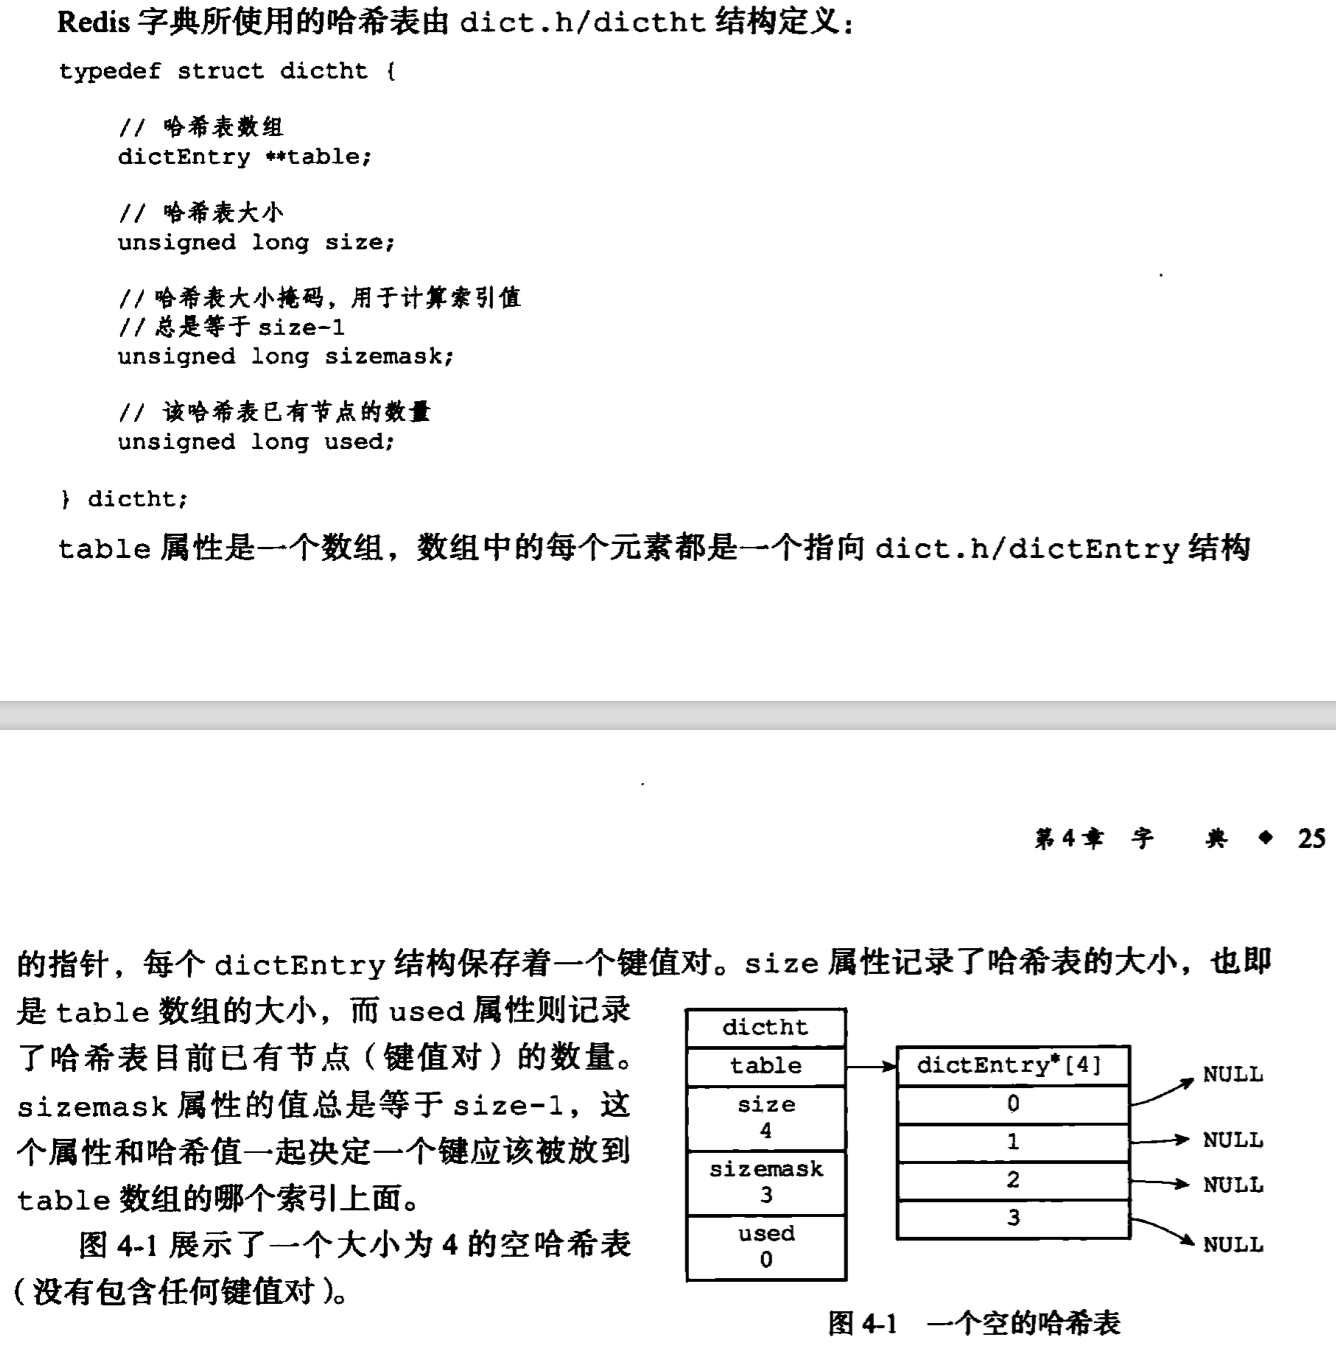 Redis 字典所使用的哈希表由 dict.h/dictht 结构定义：
typedef struct dictht {
// 哈希表数组
dictEntry **table;
// 哈希表大小
unsigned long size;
// 哈希表大小掩码，用于计算索引值
// 总是等于 size-1
unsigned long sizemask;
// 该哈希表已有节点的数量
unsigned long used;
} dictht;
table 属性是一个数组，数组中的每个元素都是一个指向 dict.h/dictEntry 结构
第4章 字 典 ◆ 25
的指针，每个 dictEntry 结构保存着一个键值对。size 属性记录了哈希表的大小，也即
是 table 数组的大小，而 used 属性则记录
了哈希表目前已有节点（键值对）的数量。
sizemask 属性的值总是等于 size-1，这
个属性和哈希值一起决定一个键应该被放到
table 数组的哪个索引上面。
图 4-1 展示了一个大小为 4 的空哈希表
（没有包含任何键值对）。
dictht
table
size
4
sizemask
3
used
0
dictEntry*[4]
0
1
2
3
NULL
NULL
NULL
NULL
图 4-1 一个空的哈希表